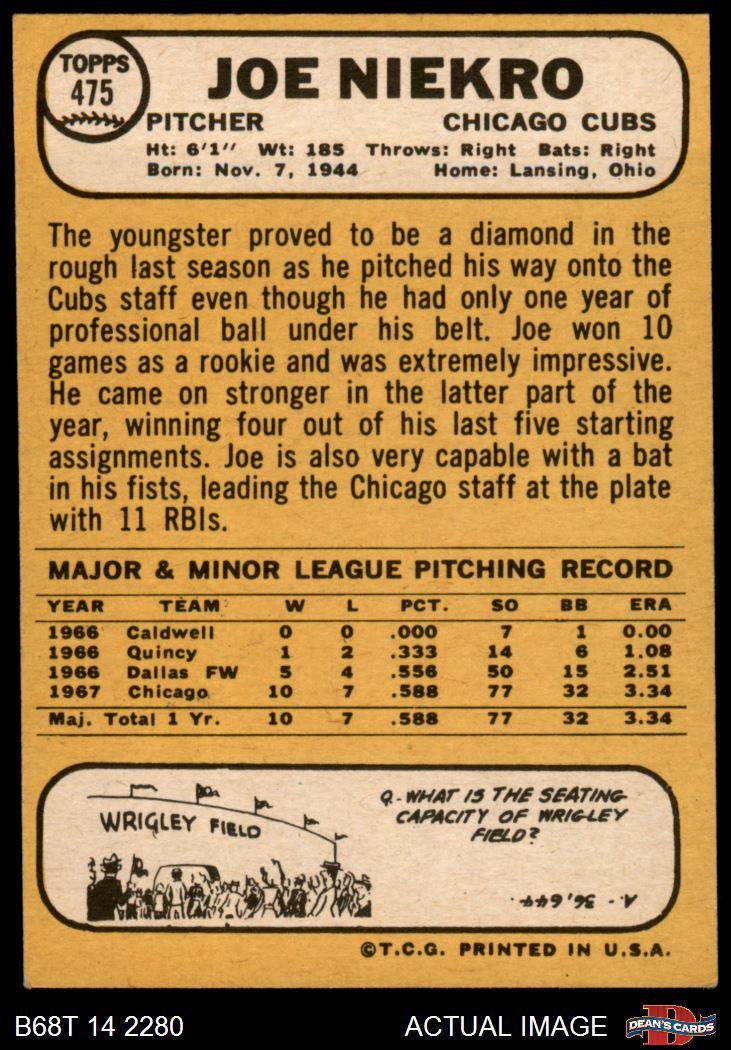 TOPPS
475
JOE NIEKRO
PITCHER CHICAGO CUBS
Ht: 6'1" Wt: 185 Throws: Right Bats: Right
Born: Nov. 7, 1944 Home: Lansing, Ohio
The youngster proved to be a diamond in the
rough last season as he pitched his way onto the
Cubs staff even though he had only one year of
professional ball under his belt. Joe won 10
games as a rookie and was extremely impressive.
He came on stronger in the latter part of the
year, winning four out of his last five starting
assignments. Joe is also very capable with a bat
in his fists, leading the Chicago staff at the plate
with 11 RBIs.
MAJOR & MINOR LEAGUE PITCHING RECORD
YEAR TEAM W L PCT. SO BB ERA
1966 Caldwell 0 0 .000 7 1 0.00
1966 Quincy 1 2 .333 14 6 1.08
1966 Dallas FW 5 4 .556 50 15 2.51
1967 Chicago 10 7 .588 77 32 3.34
Maj. Total 1 Yr. 10 7 .588 77 32 3.34
WRIGLEY FIELD
Q-WHAT IS THE SEATING
CAPACITY OF WRIGLEY
FIELD?
A-36,644.
©T.C.G. PRINTED IN U.S.A.
B68T 14 2280 ACTUAL IMAGE
DEAN'S CARDS